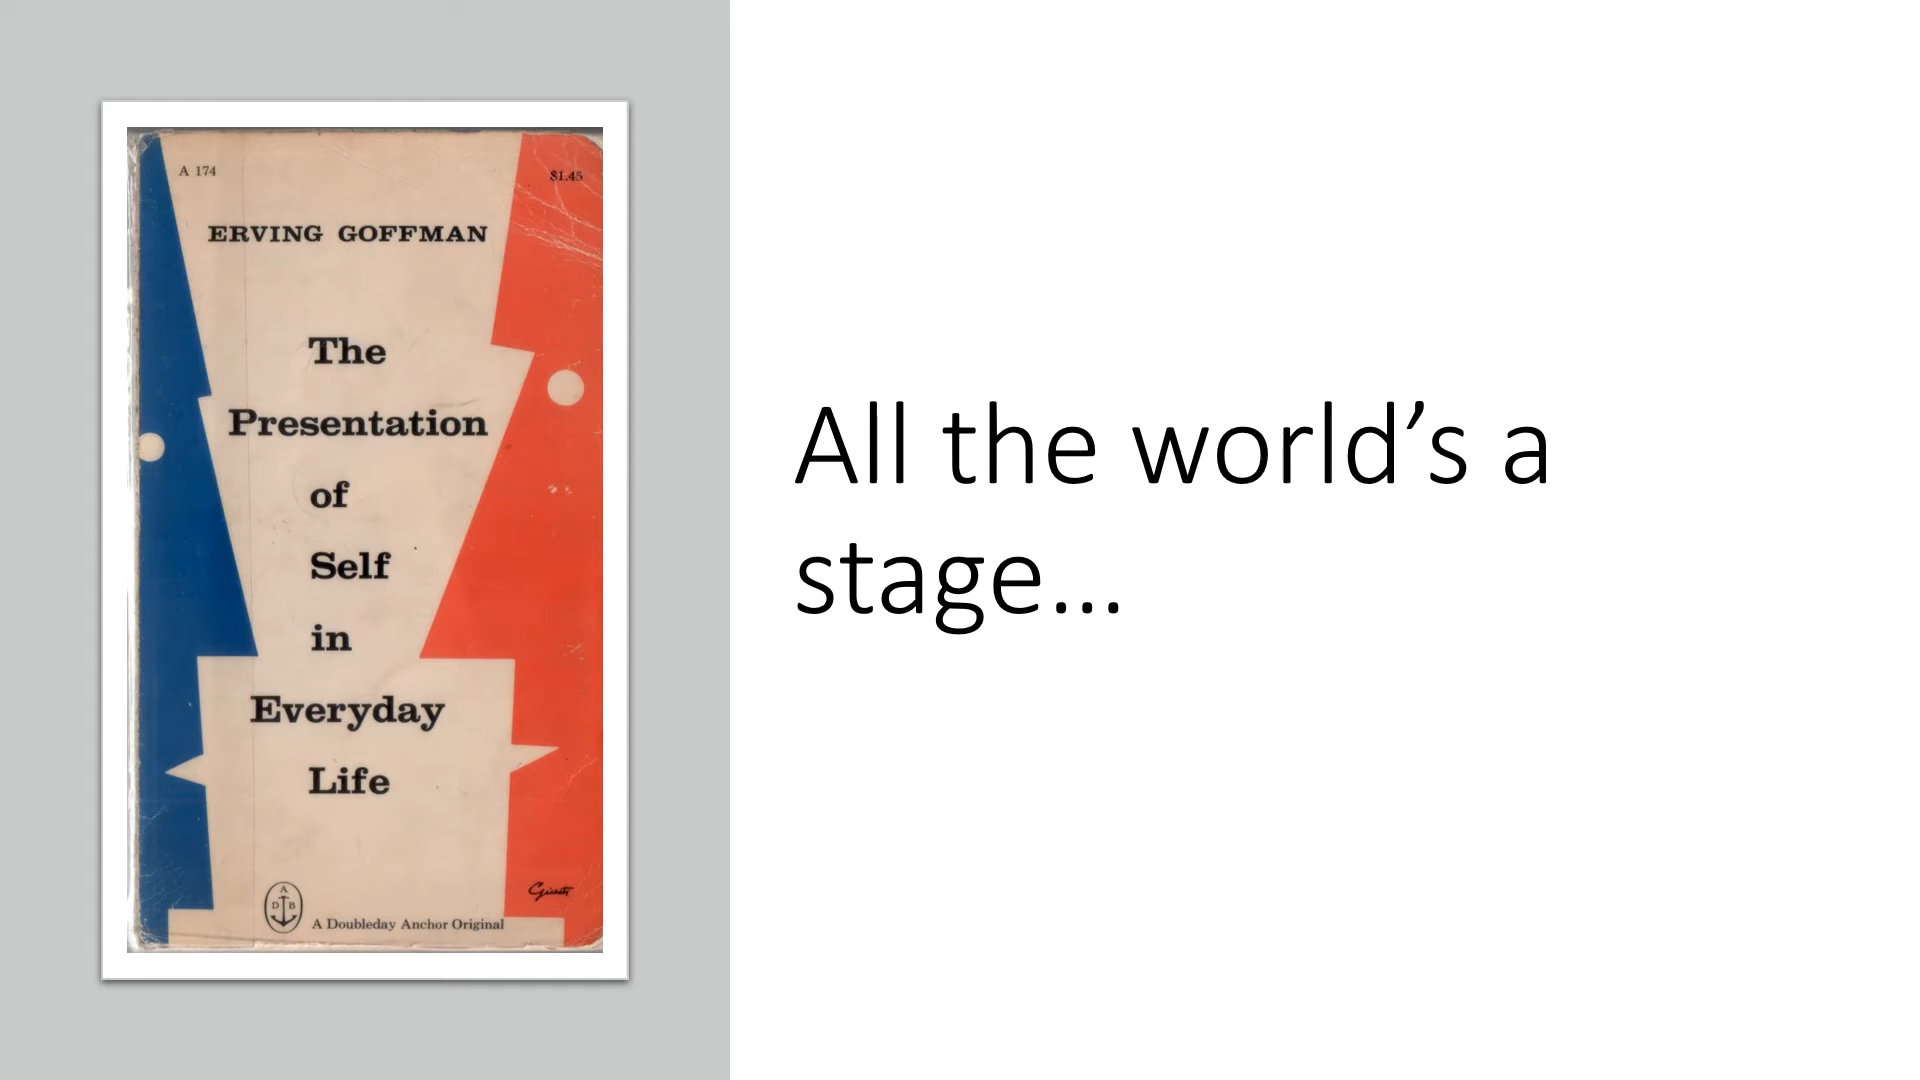 A 174
$1.45
ERVING GOFFMAN
The
Presentation
of
Self
in
Everyday
Life
A
D B
A Doubleday Anchor Original
All the world’s a
stage…